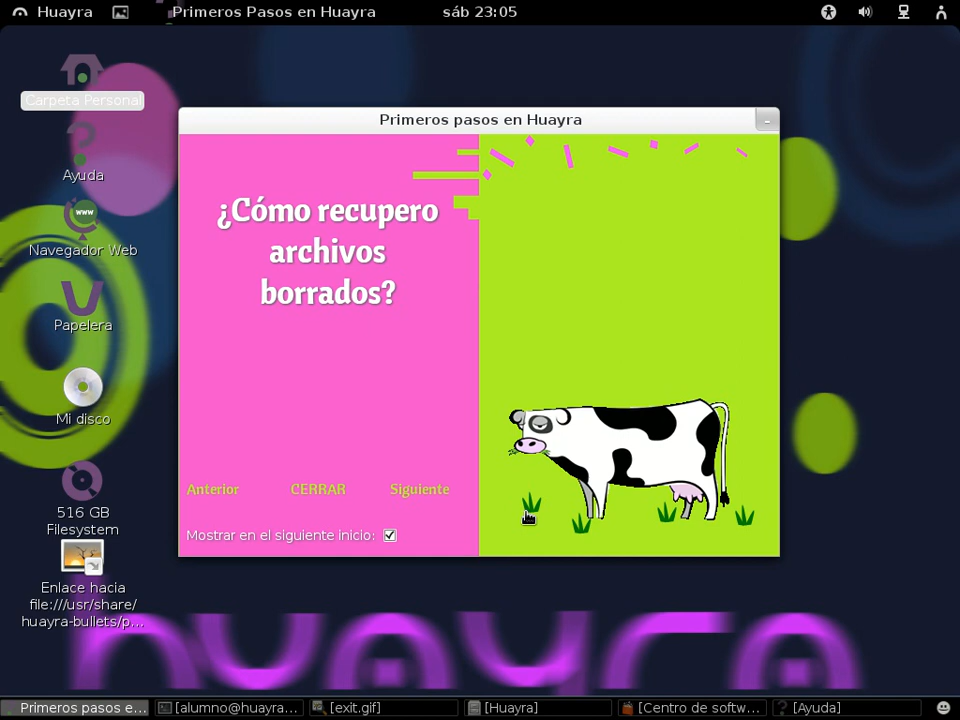 Huayra
Primeros Pasos en Huayra
sáb 23:05
Carpeta Personal
Ayuda
www
Navegador Web
Papelera
Mi disco
516 GB
Filesystem
Enlace hacia
file:///usr/share/
huayra-bullets/p...
Primeros pasos en Huayra
¿Cómo recupero
archivos
borrados?
Anterior
CERRAR
Siguiente
Mostrar en el siguiente inicio:
huayra
Primeros pasos e...
[alumno@huayra...
[exit.gif]
[Huayra]
[Centro de softw...
[Ayuda]